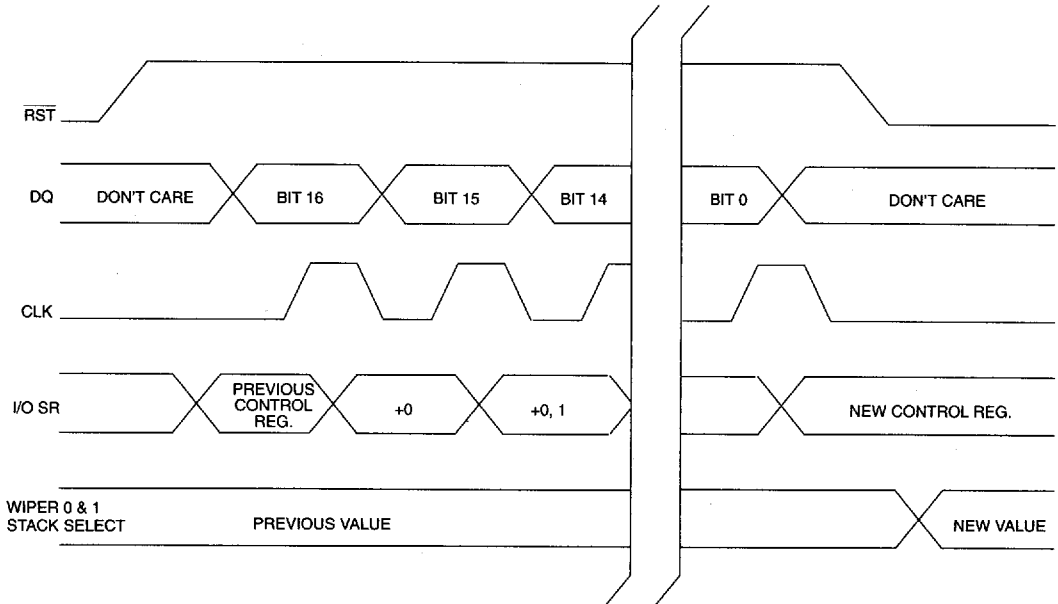 RST
DQ DON'T CARE BIT 16 BIT 15 BIT 14 BIT 0 DON'T CARE
CLK
I/O SR PREVIOUS CONTROL REG. +0 +0, 1 NEW CONTROL REG.
WIPER 0 & 1
STACK SELECT PREVIOUS VALUE NEW VALUE